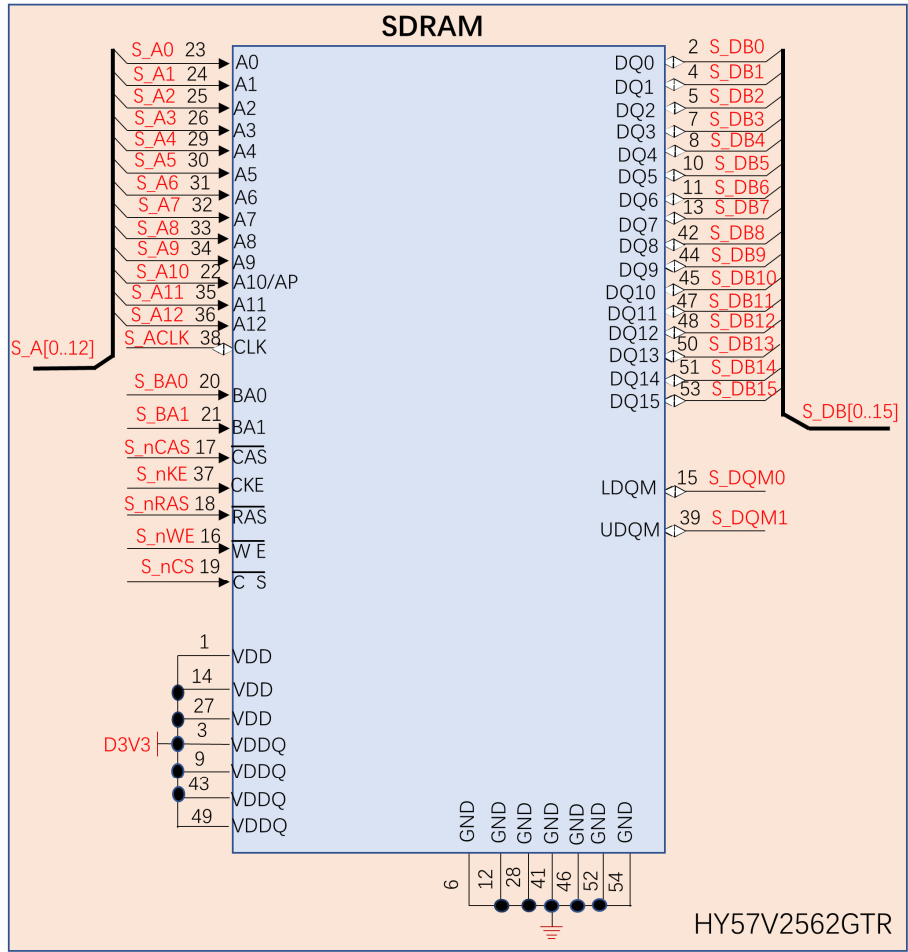 SDRAM
S_A0 23 A0
S_A1 24 A1
S_A2 25 A2
S_A3 26 A3
S_A4 29 A4
S_A5 30 A5
S_A6 31 A6
S_A7 32 A7
S_A8 33 A8
S_A9 34 A9
S_A10 22 A10/AP
S_A11 35 A11
S_A12 36 A12
S_ACLK 38 CLK
S_A[0..12]
S_BA0 20 BA0
S_BA1 21 BA1
S_nCAS 17 CAS
S_nKE 37 CKE
S_nRAS 18 RAS
S_nWE 16 W E
S_nCS 19 C S
1 VDD
14 VDD
27 VDD
3 VDDQ
D3V3
9 VDDQ
43 VDDQ
49 VDDQ
DQ0 2 S_DB0
DQ1 4 S_DB1
DQ2 5 S_DB2
DQ3 7 S_DB3
DQ4 8 S_DB4
DQ5 10 S_DB5
DQ6 11 S_DB6
DQ7 13 S_DB7
DQ8 42 S_DB8
DQ9 44 S_DB9
DQ10 45 S_DB10
DQ11 47 S_DB11
DQ12 48 S_DB12
DQ13 50 S_DB13
DQ14 51 S_DB14
DQ15 53 S_DB15
S_DB[0..15]
LDQM 15 S_DQM0
UDQM 39 S_DQM1
GND GND GND GND GND GND GND
6 12 28 41 46 52 54
HY57V2562GTR